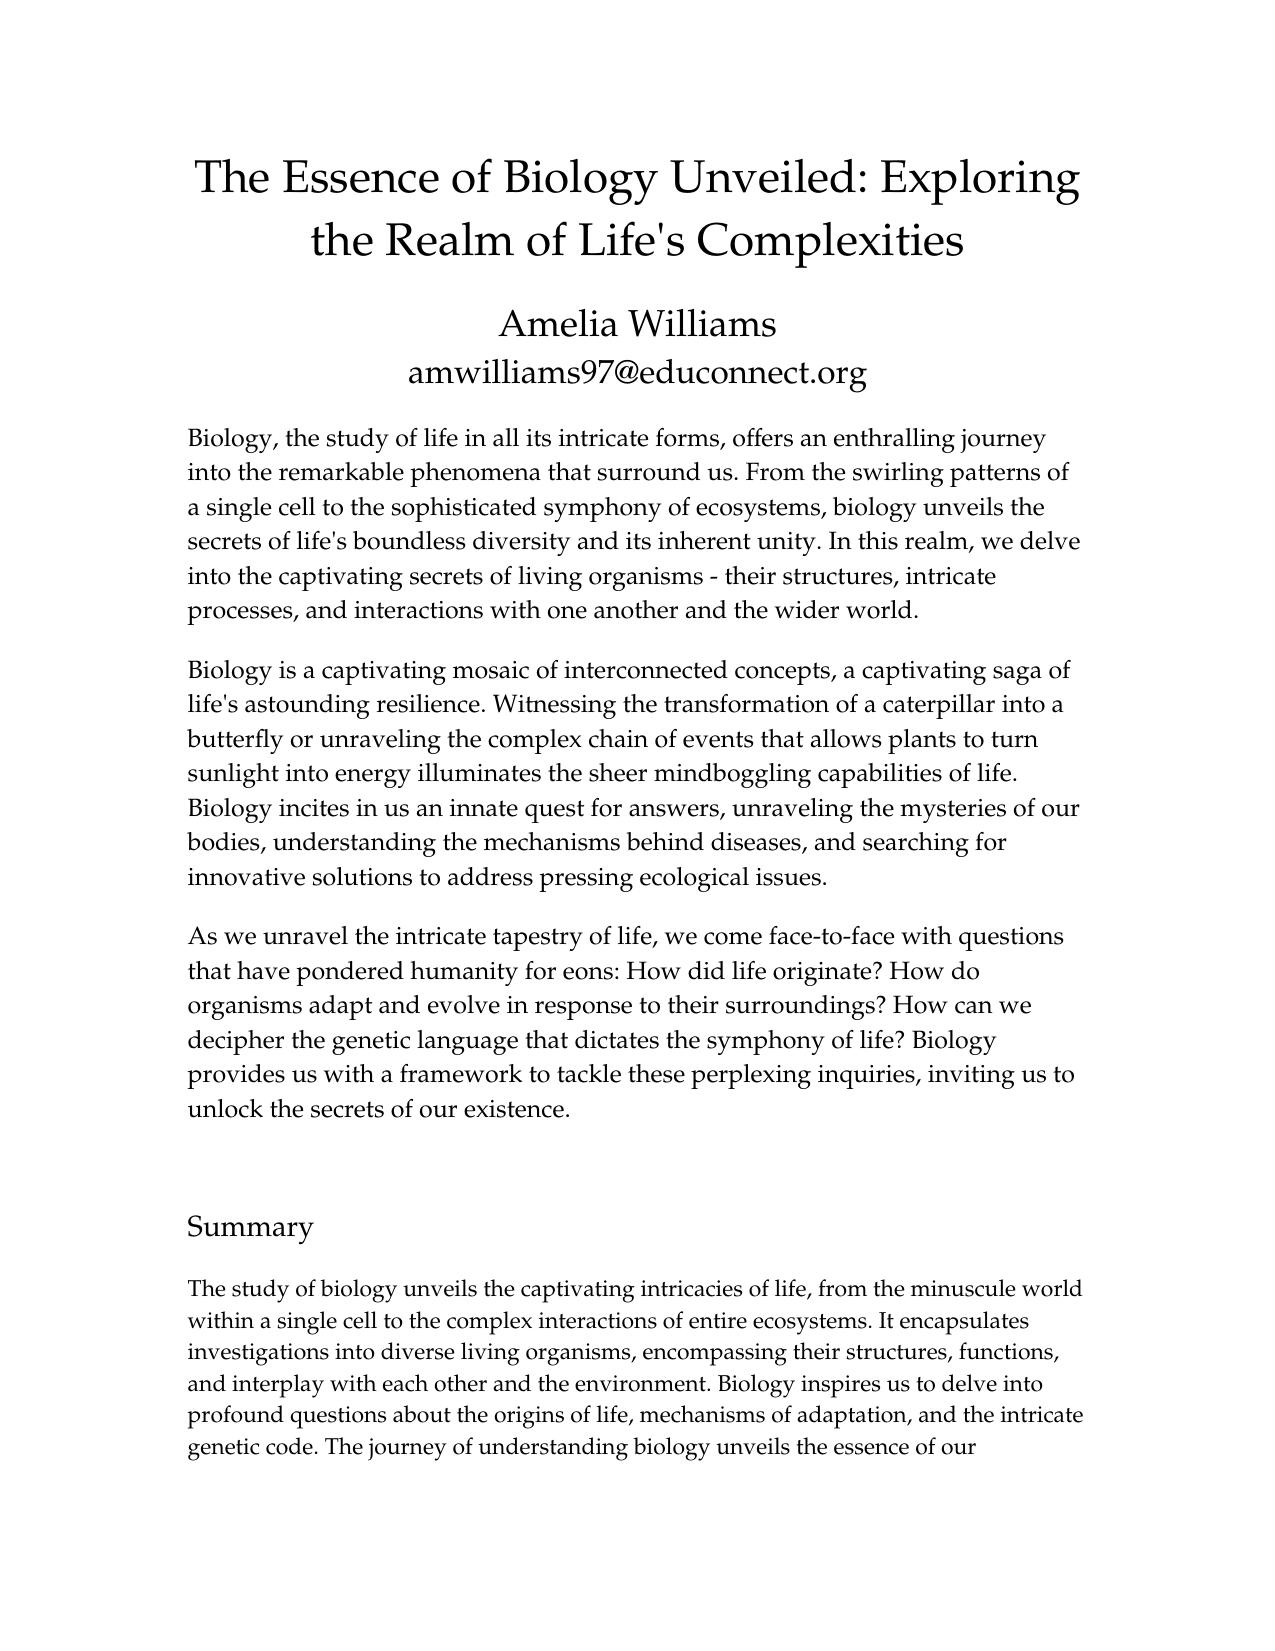 The Essence of Biology Unveiled: Exploring
the Realm of Life's Complexities
Amelia Williams
amwilliams97@educonnect.org
Biology, the study of life in all its intricate forms, offers an enthralling journey
into the remarkable phenomena that surround us. From the swirling patterns of
a single cell to the sophisticated symphony of ecosystems, biology unveils the
secrets of life's boundless diversity and its inherent unity. In this realm, we delve
into the captivating secrets of living organisms - their structures, intricate
processes, and interactions with one another and the wider world.
Biology is a captivating mosaic of interconnected concepts, a captivating saga of
life's astounding resilience. Witnessing the transformation of a caterpillar into a
butterfly or unraveling the complex chain of events that allows plants to turn
sunlight into energy illuminates the sheer mindboggling capabilities of life.
Biology incites in us an innate quest for answers, unraveling the mysteries of our
bodies, understanding the mechanisms behind diseases, and searching for
innovative solutions to address pressing ecological issues.
As we unravel the intricate tapestry of life, we come face-to-face with questions
that have pondered humanity for eons: How did life originate? How do
organisms adapt and evolve in response to their surroundings? How can we
decipher the genetic language that dictates the symphony of life? Biology
provides us with a framework to tackle these perplexing inquiries, inviting us to
unlock the secrets of our existence.
Summary
The study of biology unveils the captivating intricacies of life, from the minuscule world
within a single cell to the complex interactions of entire ecosystems. It encapsulates
investigations into diverse living organisms, encompassing their structures, functions,
and interplay with each other and the environment. Biology inspires us to delve into
profound questions about the origins of life, mechanisms of adaptation, and the intricate
genetic code. The journey of understanding biology unveils the essence of our